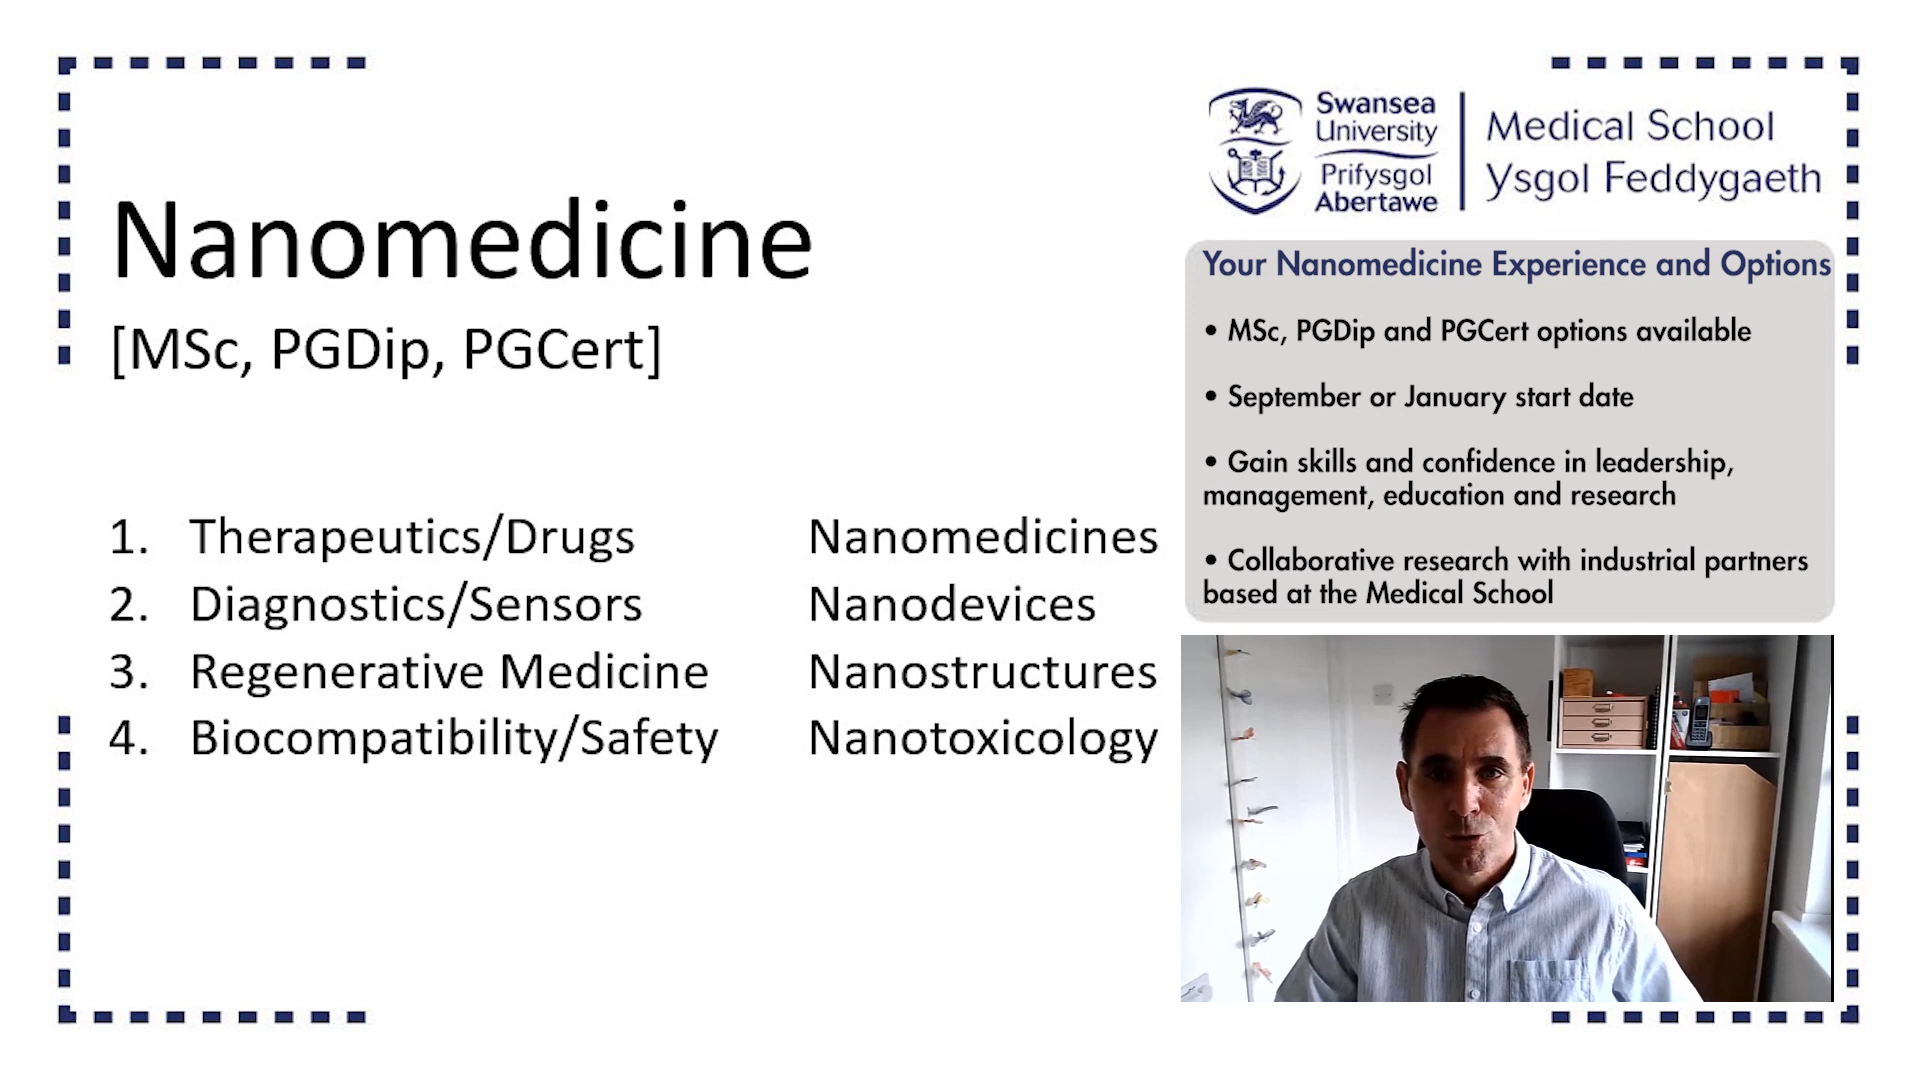 Nanomedicine
[MSc, PGDip, PGCert]
1. Therapeutics/Drugs Nanomedicines
2. Diagnostics/Sensors Nanodevices
3. Regenerative Medicine Nanostructures
4. Biocompatibility/Safety Nanotoxicology
Swansea
University
Prifysgol
Abertawe
Medical School
Ysgol Feddygaeth
Your Nanomedicine Experience and Options
• MSc, PGDip and PGCert options available
• September or January start date
• Gain skills and confidence in leadership,
management, education and research
• Collaborative research with industrial partners
based at the Medical School